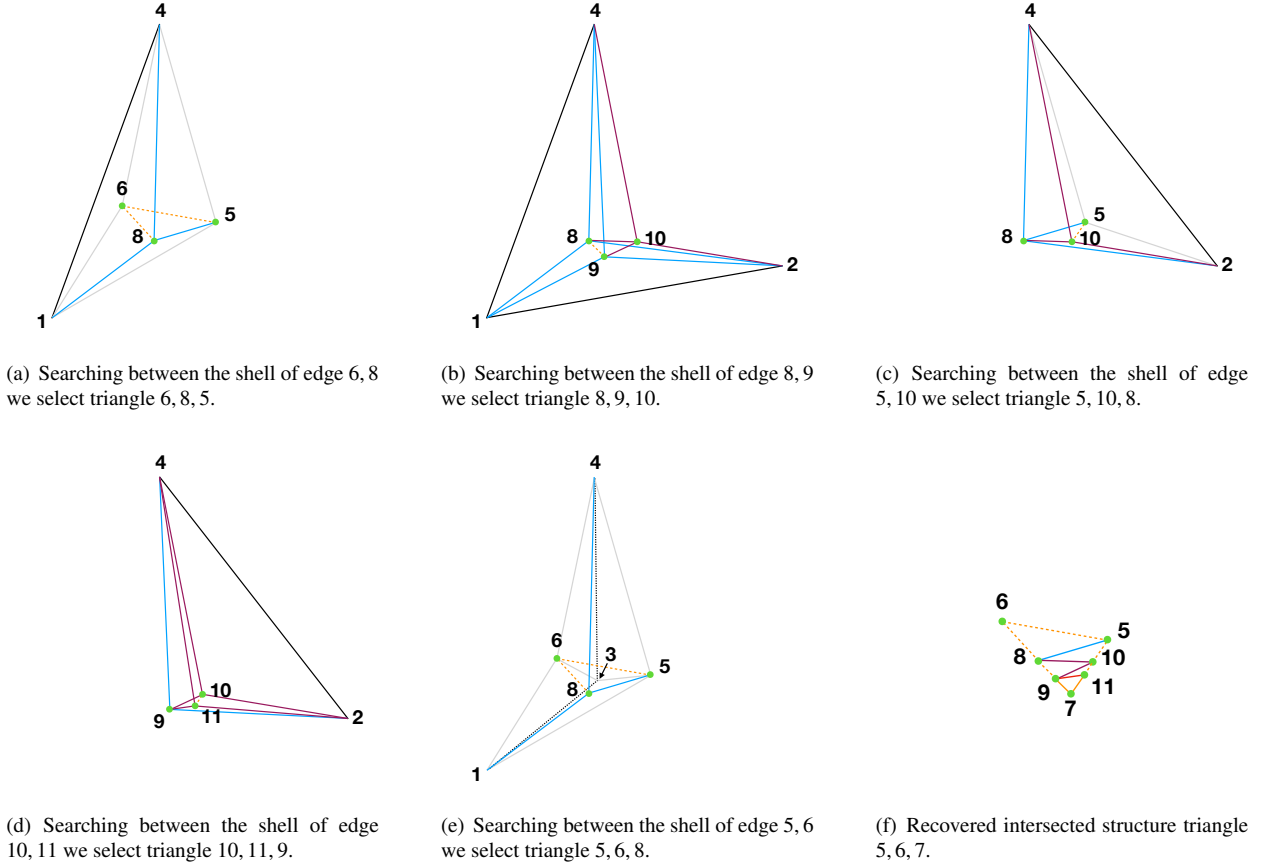 4
6
5
8
1
4
8
10
9
2
1
4
5
8
10
2
(a) Searching between the shell of edge 6, 8
we select triangle 6, 8, 5.
(b) Searching between the shell of edge 8, 9
we select triangle 8, 9, 10.
(c) Searching between the shell of edge
5, 10 we select triangle 5, 10, 8.
4
10
9
11
2
4
6
3
5
8
1
6
5
8
10
9
11
7
(d) Searching between the shell of edge
10, 11 we select triangle 10, 11, 9.
(e) Searching between the shell of edge 5, 6
we select triangle 5, 6, 8.
(f) Recovered intersected structure triangle
5, 6, 7.